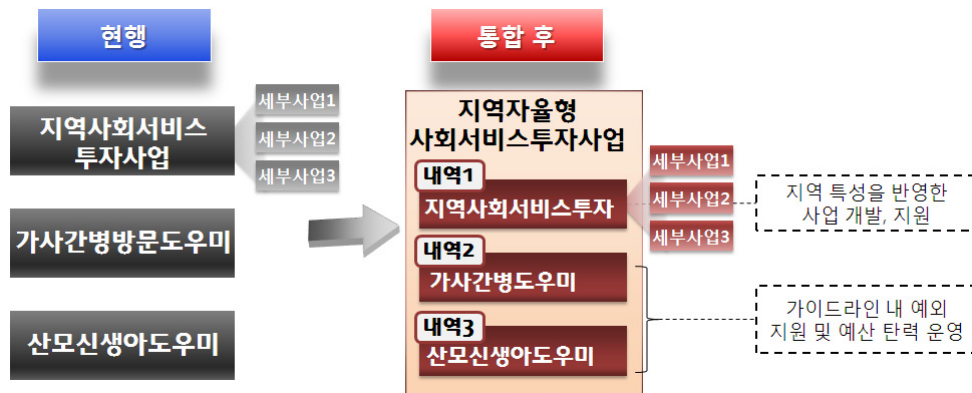 현행
통합 후
지역사회서비스
투자사업
세부사업1
세부사업2
세부사업3
가사간병방문도우미
산모신생아도우미
지역자율형
사회서비스투자사업
내역1
지역사회서비스투자
세부사업1
세부사업2
세부사업3
내역2
가사간병도우미
내역3
산모신생아도우미
지역 특성을 반영한
사업 개발, 지원
가이드라인 내 예외
지원 및 예산 탄력 운영